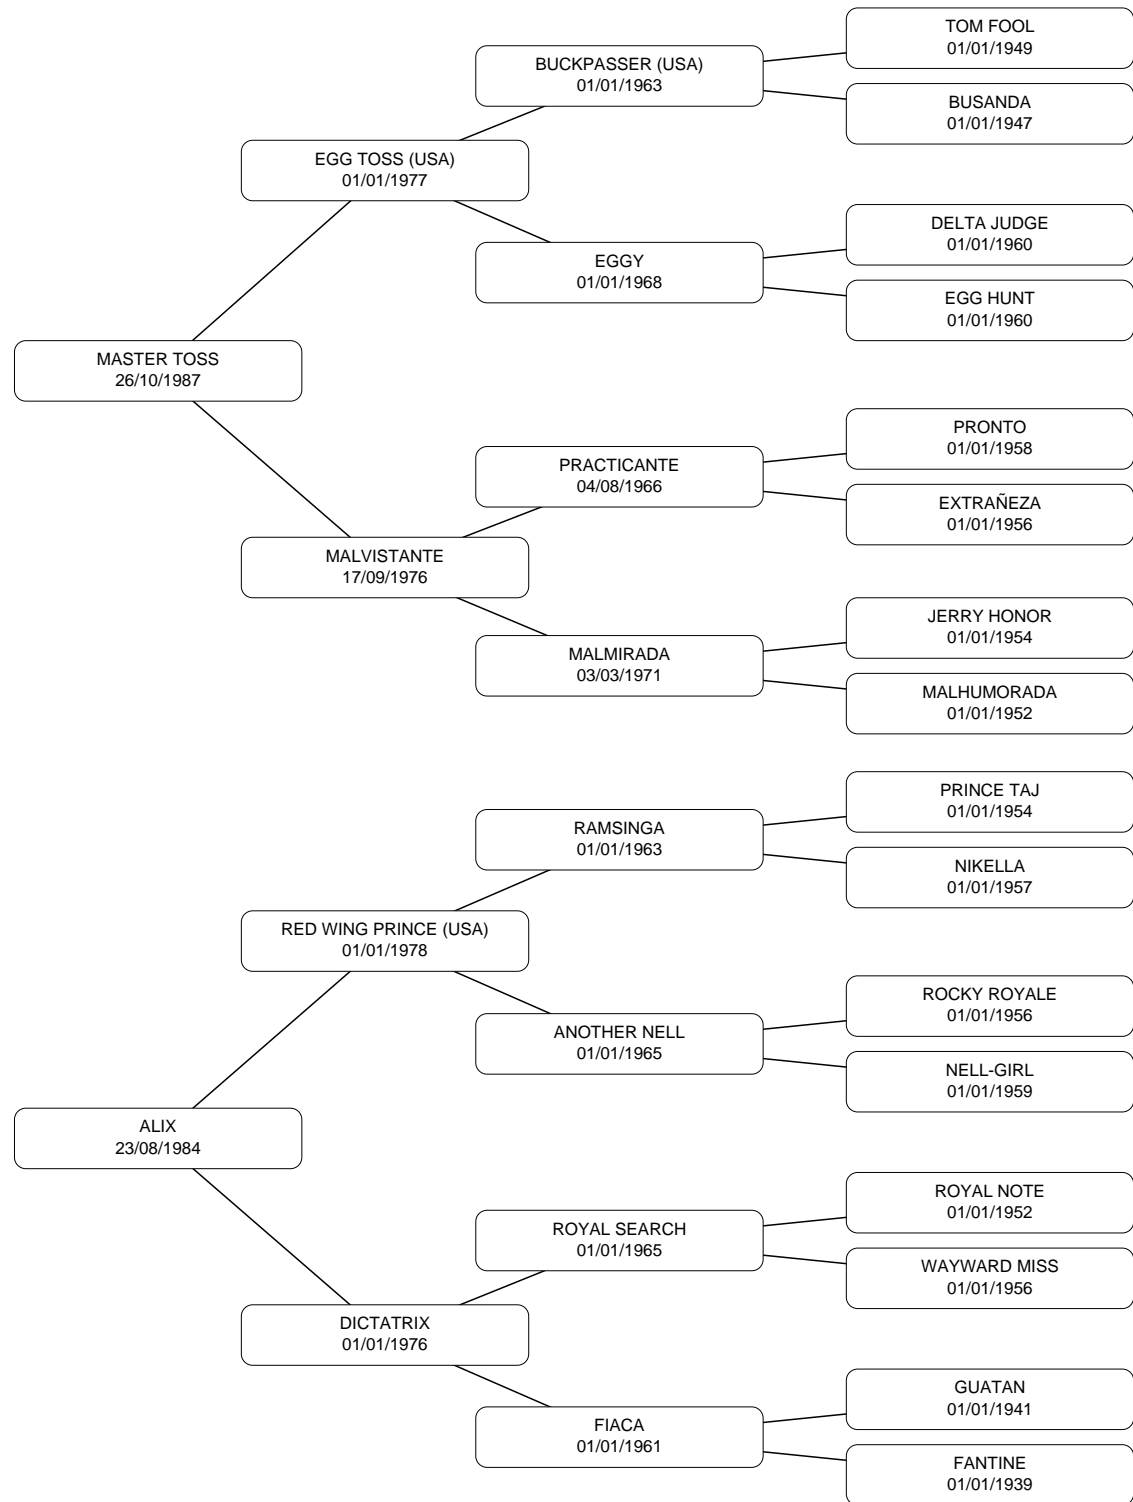 TOM FOOL
01/01/1949
BUCKPASSER (USA)
01/01/1963
BUSANDA
01/01/1947
EGG TOSS (USA)
01/01/1977
DELTA JUDGE
01/01/1960
EGGY
01/01/1968
EGG HUNT
01/01/1960
MASTER TOSS
26/10/1987
PRONTO
01/01/1958
PRACTICANTE
04/08/1966
EXTRAÑEZA
01/01/1956
MALVISTANTE
17/09/1976
JERRY HONOR
01/01/1954
MALMIRADA
03/03/1971
MALHUMORADA
01/01/1952
PRINCE TAJ
01/01/1954
RAMSINGA
01/01/1963
NIKELLA
01/01/1957
RED WING PRINCE (USA)
01/01/1978
ROCKY ROYALE
01/01/1956
ANOTHER NELL
01/01/1965
NELL-GIRL
01/01/1959
ALIX
23/08/1984
ROYAL NOTE
01/01/1952
ROYAL SEARCH
01/01/1965
WAYWARD MISS
01/01/1956
DICTATRIX
01/01/1976
GUATAN
01/01/1941
FIACA
01/01/1961
FANTINE
01/01/1939